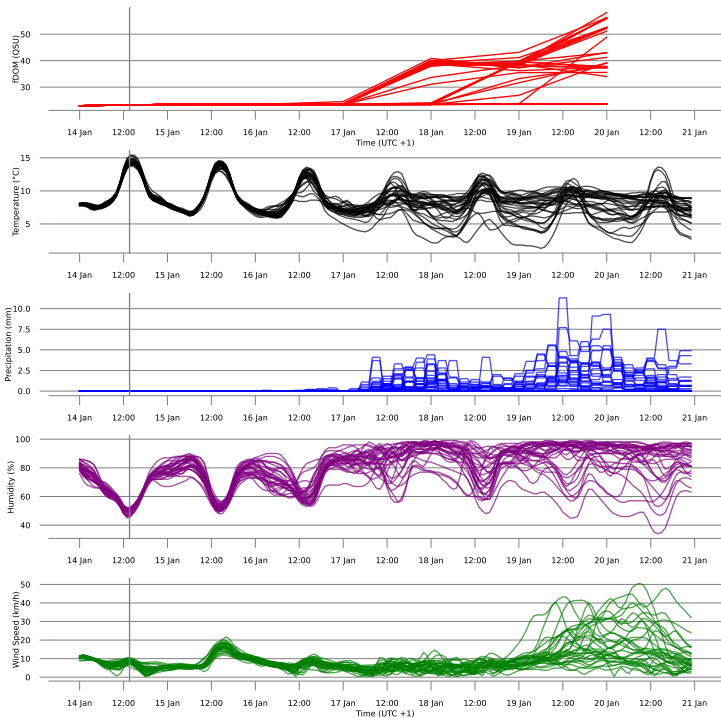 fDOM (QSU)
50
40
30
14 Jan 12:00 15 Jan 12:00 16 Jan 12:00 17 Jan 12:00 18 Jan 12:00 19 Jan 12:00 20 Jan 12:00 21 Jan
Time (UTC +1)
Temperature (°C)
15
10
5
14 Jan 12:00 15 Jan 12:00 16 Jan 12:00 17 Jan 12:00 18 Jan 12:00 19 Jan 12:00 20 Jan 12:00 21 Jan
Precipitation (mm)
10.0
7.5
5.0
2.5
0.0
14 Jan 12:00 15 Jan 12:00 16 Jan 12:00 17 Jan 12:00 18 Jan 12:00 19 Jan 12:00 20 Jan 12:00 21 Jan
Humidity (%)
100
80
60
40
14 Jan 12:00 15 Jan 12:00 16 Jan 12:00 17 Jan 12:00 18 Jan 12:00 19 Jan 12:00 20 Jan 12:00 21 Jan
Wind Speed (km/h)
50
40
30
20
10
0
14 Jan 12:00 15 Jan 12:00 16 Jan 12:00 17 Jan 12:00 18 Jan 12:00 19 Jan 12:00 20 Jan 12:00 21 Jan
Time (UTC +1)